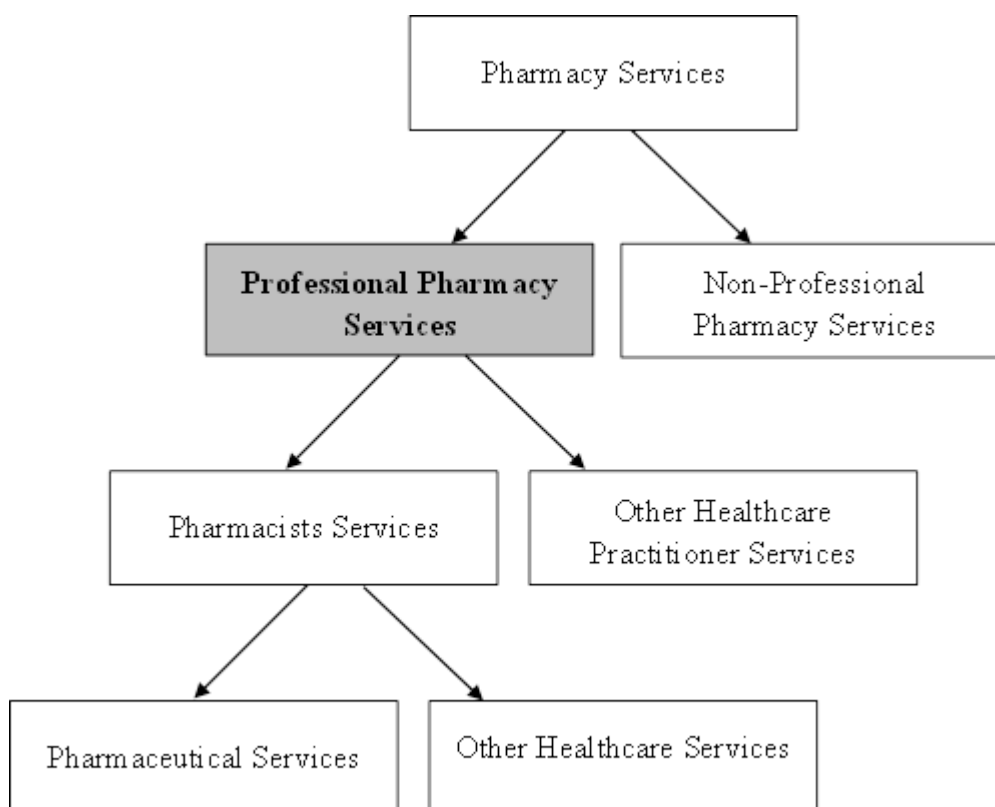 Pharmacy Services
Professional Pharmacy
Services
Non-Professional
Pharmacy Services
Pharmacists Services
Other Healthcare
Practitioner Services
Pharmaceutical Services
Other Healthcare Services